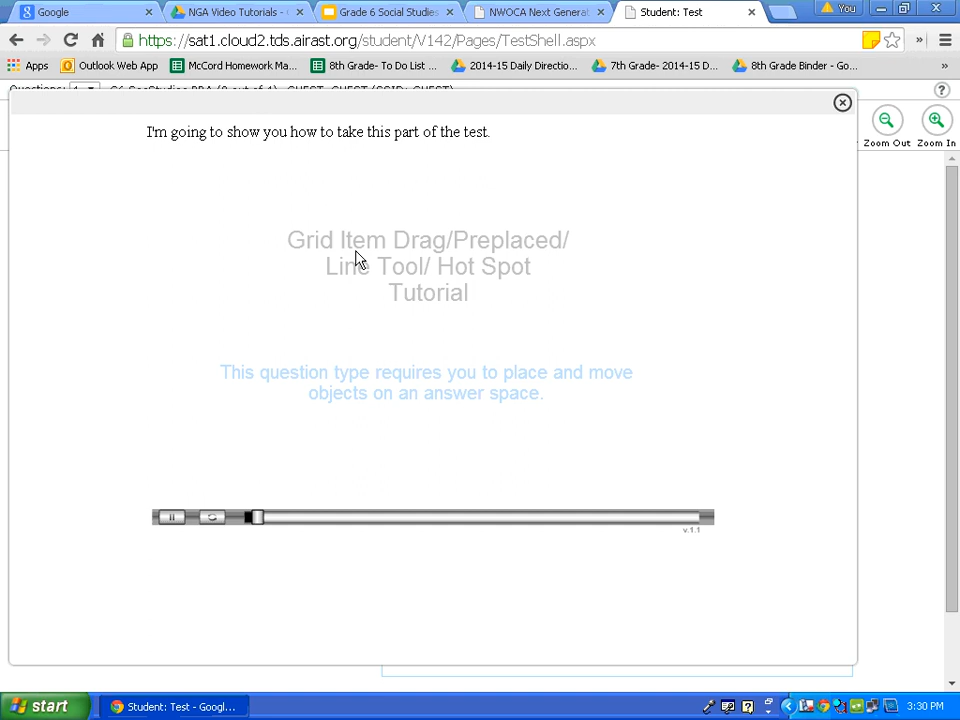 Google
NGA Video Tutorials -
Grade 6 Social Studies
NWOCA Next Generat
Student: Test
You
https://sat1.cloud2.tds.airast.org/student/V142/Pages/TestShell.aspx
Apps
Outlook Web App
McCord Homework Ma...
8th Grade- To Do List ...
2014-15 Daily Directio...
7th Grade- 2014-15 D...
8th Grade Binder - Go...
»
I'm going to show you how to take this part of the test.
Zoom Out
Zoom In
Grid Item Drag/Preplaced/
Line Tool/ Hot Spot
Tutorial
This question type requires you to place and move
objects on an answer space.
v.1.1
start
Student: Test - Googl...
3:30 PM